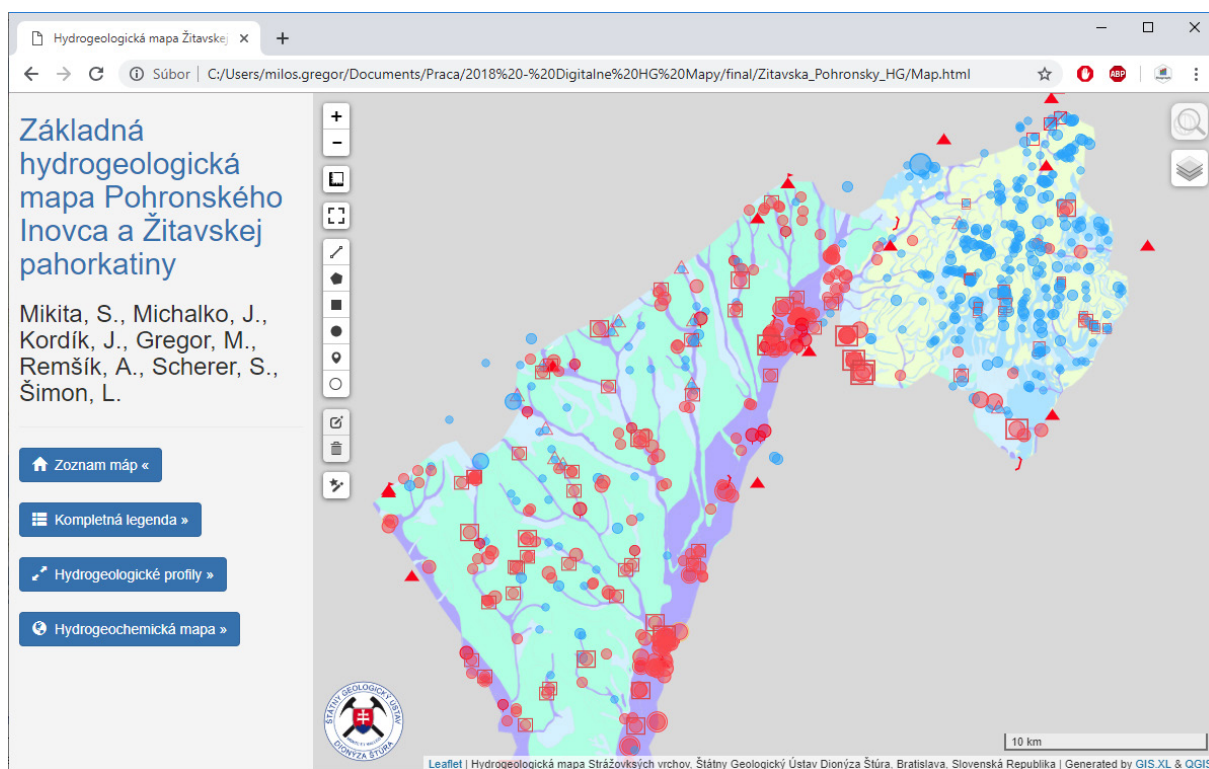 Hydrogeologická mapa Žitavskej
Súbor | C:/Users/milos.gregor/Documents/Praca/2018%20-%20Digitalne%20HG%20Mapy/final/Zitavska_Pohronsky_HG/Map.html
ABP
Základná
hydrogeologická
mapa Pohronského
Inovca a Žitavskej
pahorkatiny
Mikita, S., Michalko, J.,
Kordík, J., Gregor, M.,
Remšík, A., Scherer, S.,
Šimon, L.
Zoznam máp «
Kompletná legenda »
Hydrogeologické profily »
Hydrogeochemická mapa »
ŠTÁTNY GEOLOGICKÝ ÚSTAV
DIONÝZA ŠTÚRA
10 km
Leaflet | Hydrogeologická mapa Strážovksých vrchov, Štátny Geologický Ústav Dionýza Štúra, Bratislava, Slovenská Republika | Generated by GIS.XL & QGIS